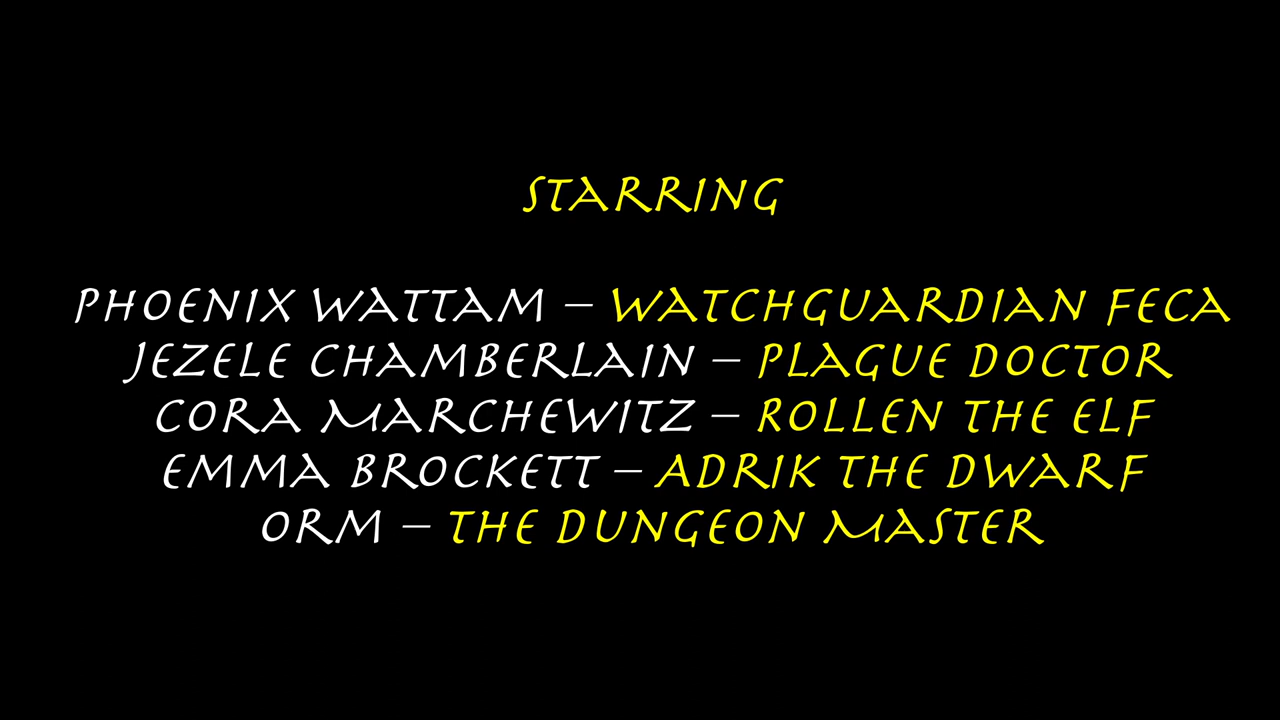 STARRING
PHOENIX WATTAM – WATCHGUARDIAN FECA
JEZELE CHAMBERLAIN – PLAGUE DOCTOR
CORA MARCHEWITZ – ROLLEN THE ELF
EMMA BROCKETT – ADRIK THE DWARF
ORM – THE DUNGEON MASTER